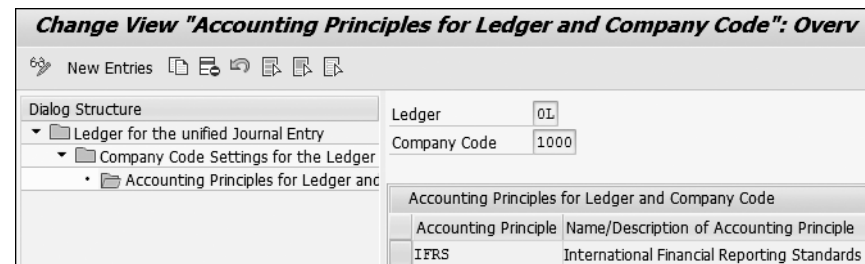 Change View "Accounting Principles for Ledger and Company Code": Overv
New Entries
Dialog Structure
Ledger for the unified Journal Entry
Company Code Settings for the Ledger
Accounting Principles for Ledger and
Ledger 0L
Company Code 1000
Accounting Principles for Ledger and Company Code
Accounting Principle Name/Description of Accounting Principle
IFRS International Financial Reporting Standards